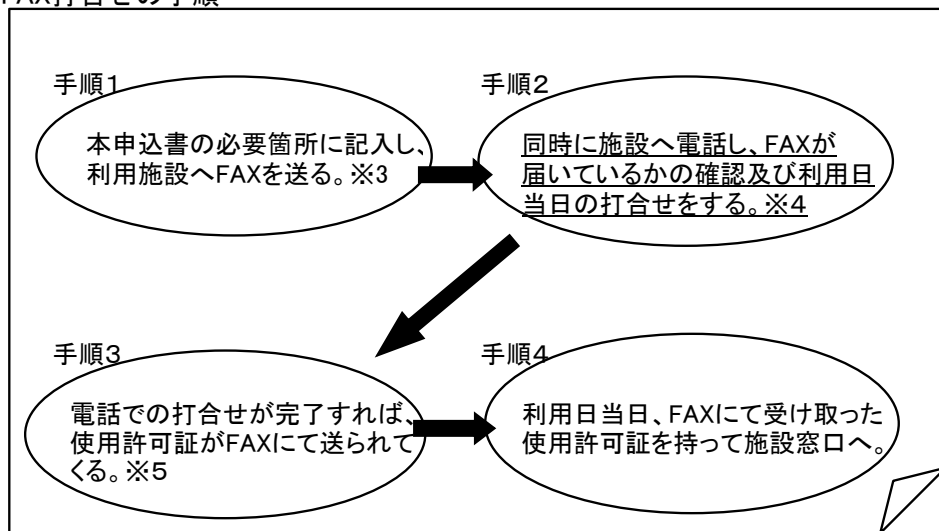 FAX打合せの手順
手順1
本申込書の必要箇所に記入し、
利用施設へFAXを送る。※3
手順2
同時に施設へ電話し、FAXが
届いているかの確認及び利用日
当日の打合せをする。※4
手順3
電話での打合せが完了すれば、
使用許可証がFAXにて送られて
くる。※5
手順4
利用日当日、FAXにて受け取った
使用許可証を持って施設窓口へ。